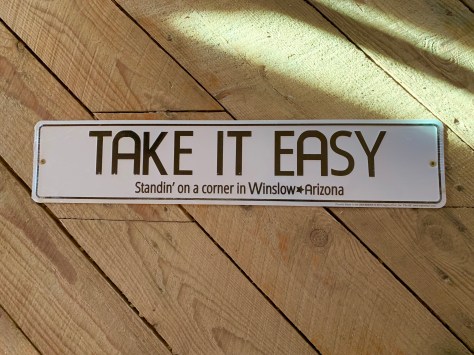 TAKE IT EASY
Standin' on a corner in Winslow★Arizona